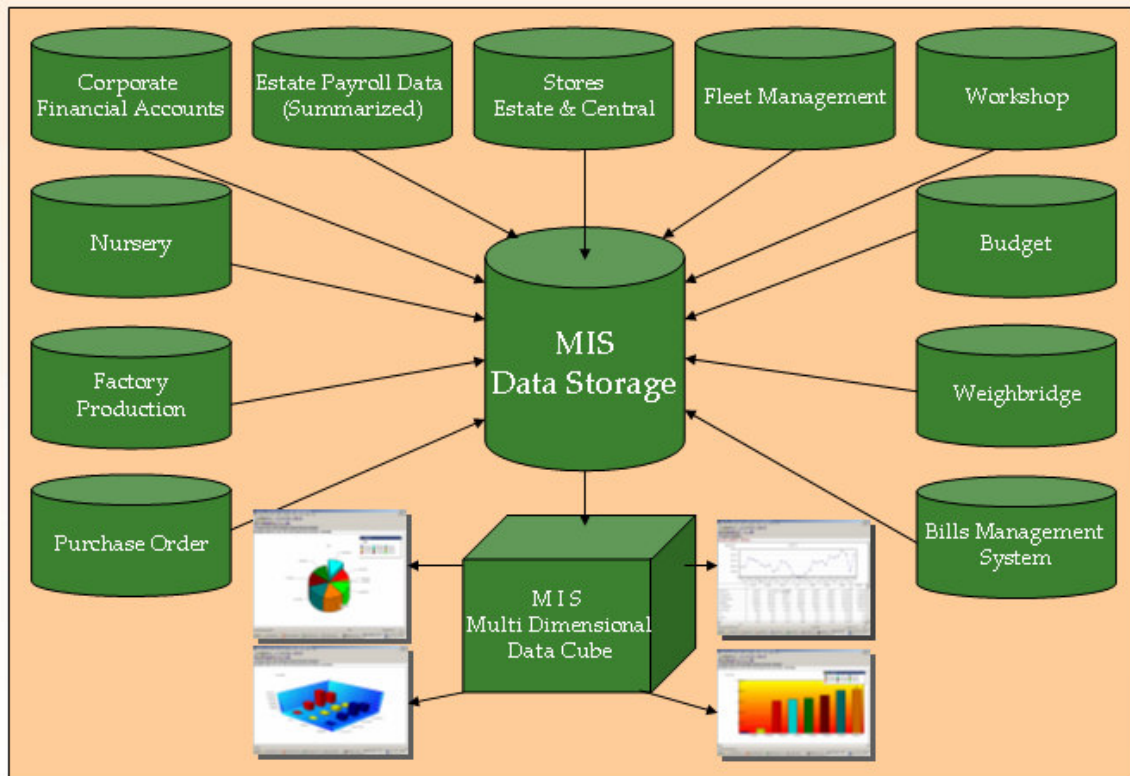 Corporate
Financial Accounts
Estate Payroll Data
(Summarized)
Stores
Estate & Central
Fleet Management
Workshop
Nursery
Budget
MIS
Data Storage
Factory
Production
Weighbridge
Purchase Order
Bills Management
System
M I S
Multi Dimensional
Data Cube